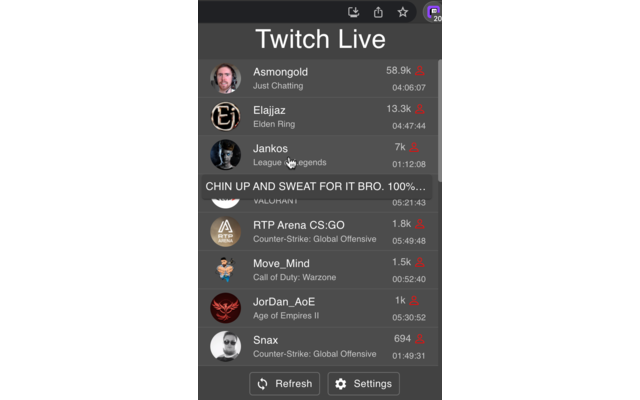 20
Twitch Live
Asmongold
58.9k
Just Chatting
04:06:07
Elajjaz
13.3k
Elden Ring
04:47:44
Jankos
7k
League Legends
01:12:08
CHIN UP AND SWEAT FOR IT BRO. 100%...
VALORANT
05:21:43
RTP ARENA
RTP Arena CS:GO
1.8k
Counter-Strike: Global Offensive
05:49:48
Move_Mind
1.5k
Call of Duty: Warzone
00:52:40
JorDan_AoE
1k
Age of Empires II
05:30:52
Snax
694
Counter-Strike: Global Offensive
01:49:31
Refresh
Settings